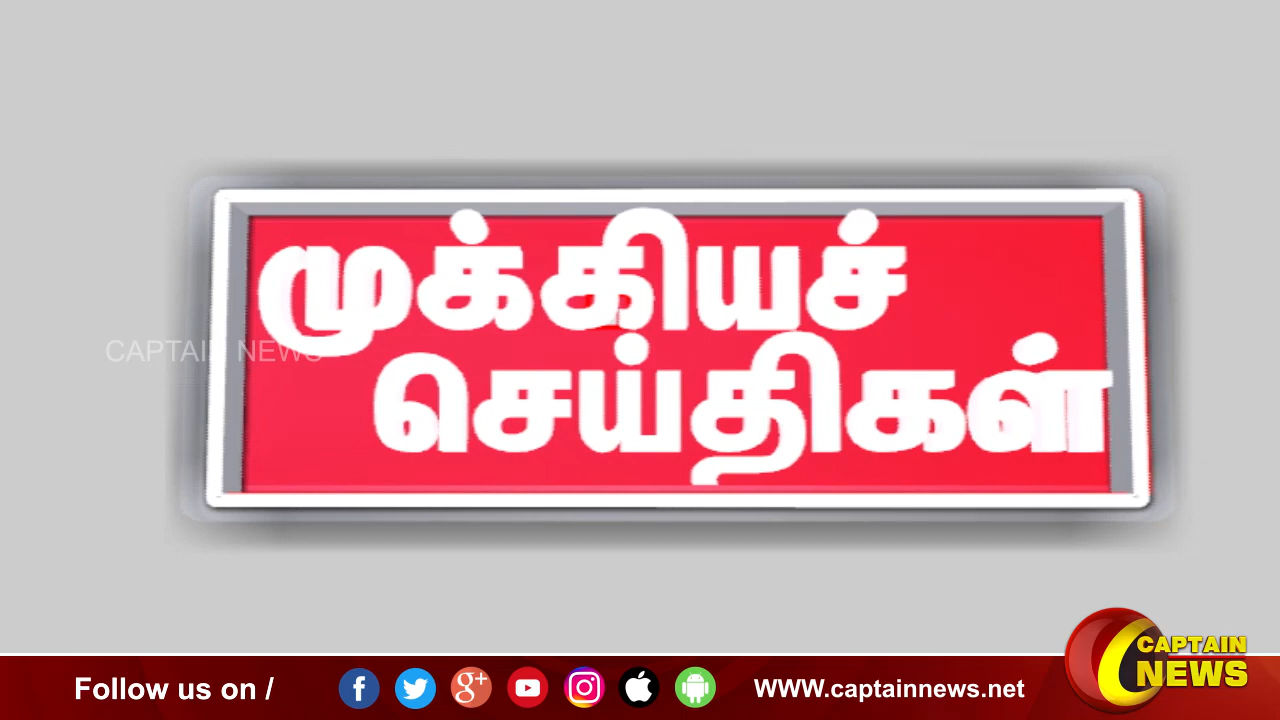 முக்கியச்
CAPTAIN NEWS
செய்திகள்
CAPTAIN
NEWS
Follow us on /
WWW.captainnews.net